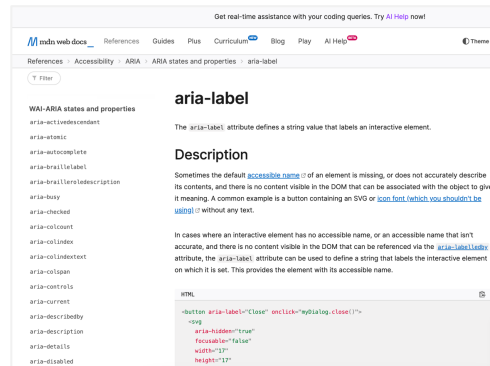 Get real-time assistance with your coding queries. Try AI Help now!
mdn web docs_
References
Guides
Plus
Curriculum NEW
Blog
Play
AI Help BETA
Theme
References > Accessibility > ARIA > ARIA states and properties > aria-label
Filter
WAI-ARIA states and properties
aria-activedescendant
aria-atomic
aria-autocomplete
aria-braillelabel
aria-brailleroledescription
aria-busy
aria-checked
aria-colcount
aria-colindex
aria-colindextext
aria-colspan
aria-controls
aria-current
aria-describedby
aria-description
aria-details
aria-disabled
aria-label
The aria-label attribute defines a string value that labels an interactive element.
Description
Sometimes the default accessible name of an element is missing, or does not accurately describe
its contents, and there is no content visible in the DOM that can be associated with the object to give
it meaning. A common example is a button containing an SVG or icon font (which you shouldn't be
using) without any text.
In cases where an interactive element has no accessible name, or an accessible name that isn't
accurate, and there is no content visible in the DOM that can be referenced via the aria-labelledby
attribute, the aria-label attribute can be used to define a string that labels the interactive element
on which it is set. This provides the element with its accessible name.
HTML
<button aria-label="Close" onclick="myDialog.close()">
<svg
aria-hidden="true"
focusable="false"
width="17"
height="17"